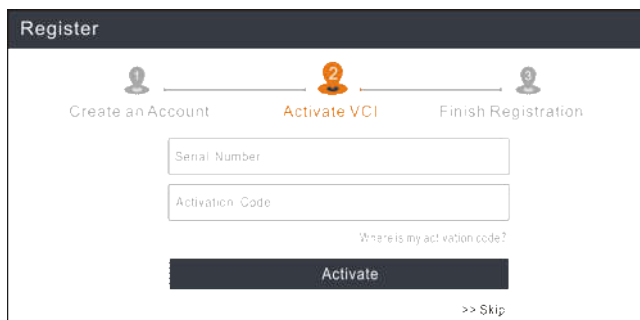 Register
1 2 3
Create an Account Activate VCI Finish Registration
Serial Number
Activation Code
Where is my activation code?
Activate
>> Skip